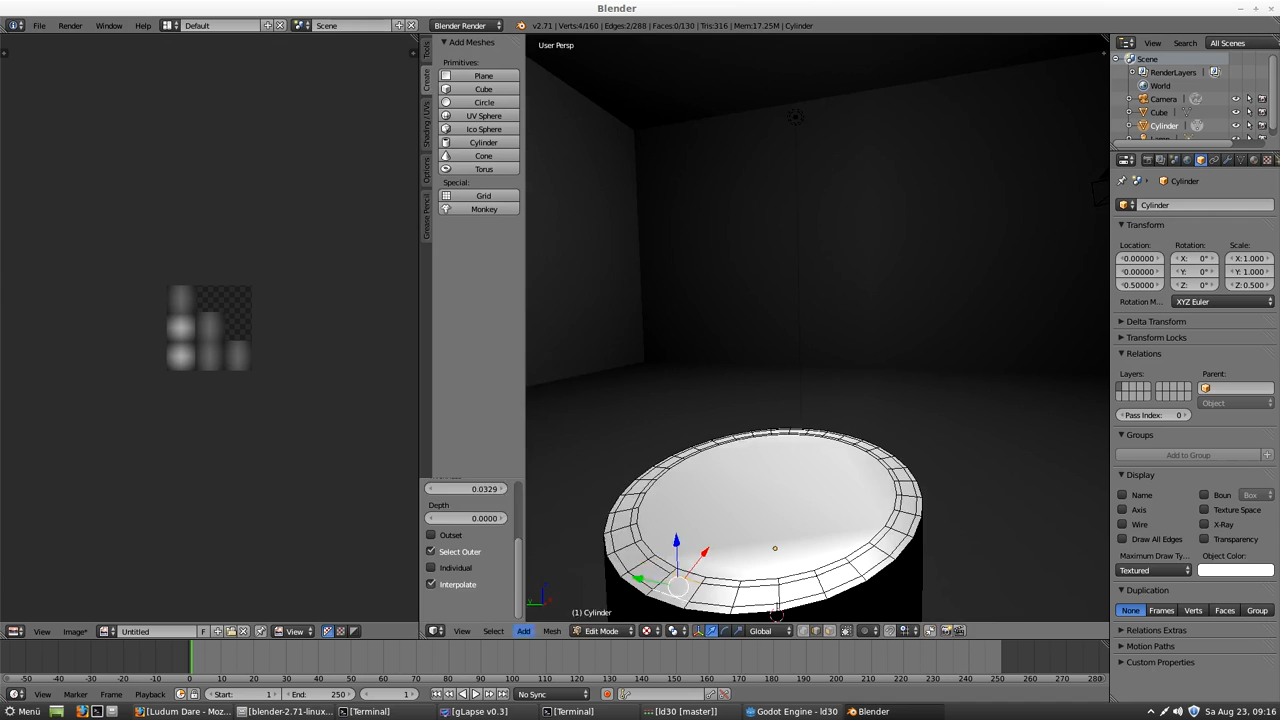 Blender
File Render Window Help Default Scene Blender Render v2.71 | Verts:4/160 | Edges:2/288 | Faces:0/130 | Tris:316 | Mem:17.25M | Cylinder
Tools
Create
Shading / UVs
Options
Grease Pencil
Add Meshes
Primitives:
Plane
Cube
Circle
UV Sphere
Ico Sphere
Cylinder
Cone
Torus
Special:
Grid
Monkey
0.0329
Depth
0.0000
Outset
Select Outer
Individual
Interpolate
User Persp
(1) Cylinder
View Search All Scenes
Scene
RenderLayers
World
Camera
Cube
Cylinder
Cylinder
Cylinder
Transform
Location: Rotation: Scale:
0.00000 X: 0° X: 1.000
0.00000 Y: 0° Y: 1.000
0.50000 Z: 0° Z: 0.500
Rotation M... XYZ Euler
Delta Transform
Transform Locks
Relations
Layers: Parent:
Pass Index: 0 Object
Groups
Add to Group
Display
Name Boun Box
Axis Texture Space
Wire X-Ray
Draw All Edges Transparency
Maximum Draw Ty... Object Color:
Textured
Duplication
None Frames Verts Faces Group
Relations Extras
Motion Paths
Custom Properties
View Image* Untitled F View
View Select Add Mesh Edit Mode Global
-50 -40 -30 -20 -10 0 10 20 30 40 50 60 70 80 90 100 110 120 130 140 150 160 170 180 190 200 210 220 230 240 250 260 270 280
View Marker Frame Playback Start: 1 End: 250 1 No Sync
Menü [Ludum Dare - Moz... [blender-2.71-linux... [Terminal] [gLapse v0.3] [Terminal] [ld30 [master]] Godot Engine - ld30 Blender Sa Aug 23, 09:16